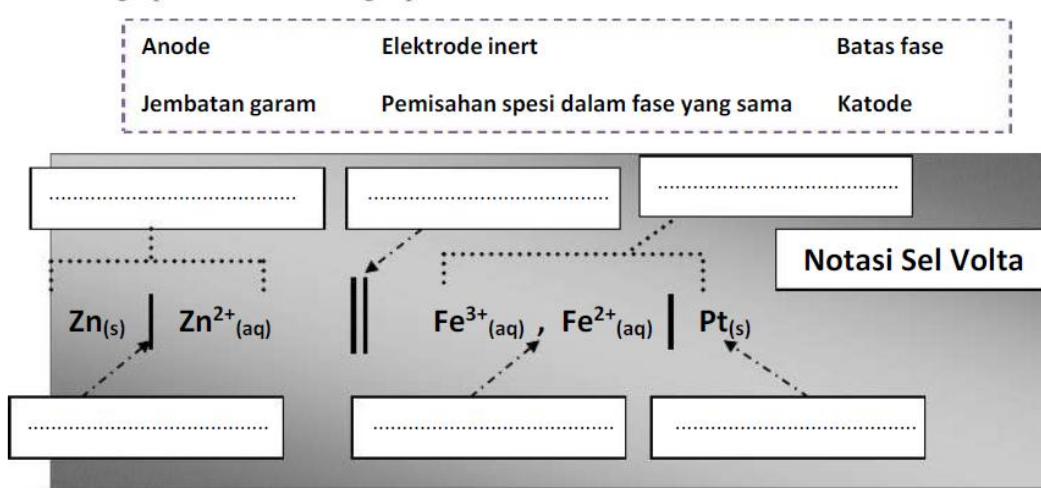 Anode Elektrode inert Batas fase
Jembatan garam Pemisahan spesi dalam fase yang sama Katode
..........................................
..........................................
..........................................
Notasi Sel Volta
Zn(s) | Zn²⁺(aq) || Fe³⁺(aq) , Fe²⁺(aq) | Pt(s)
..........................................
..........................................
..........................................